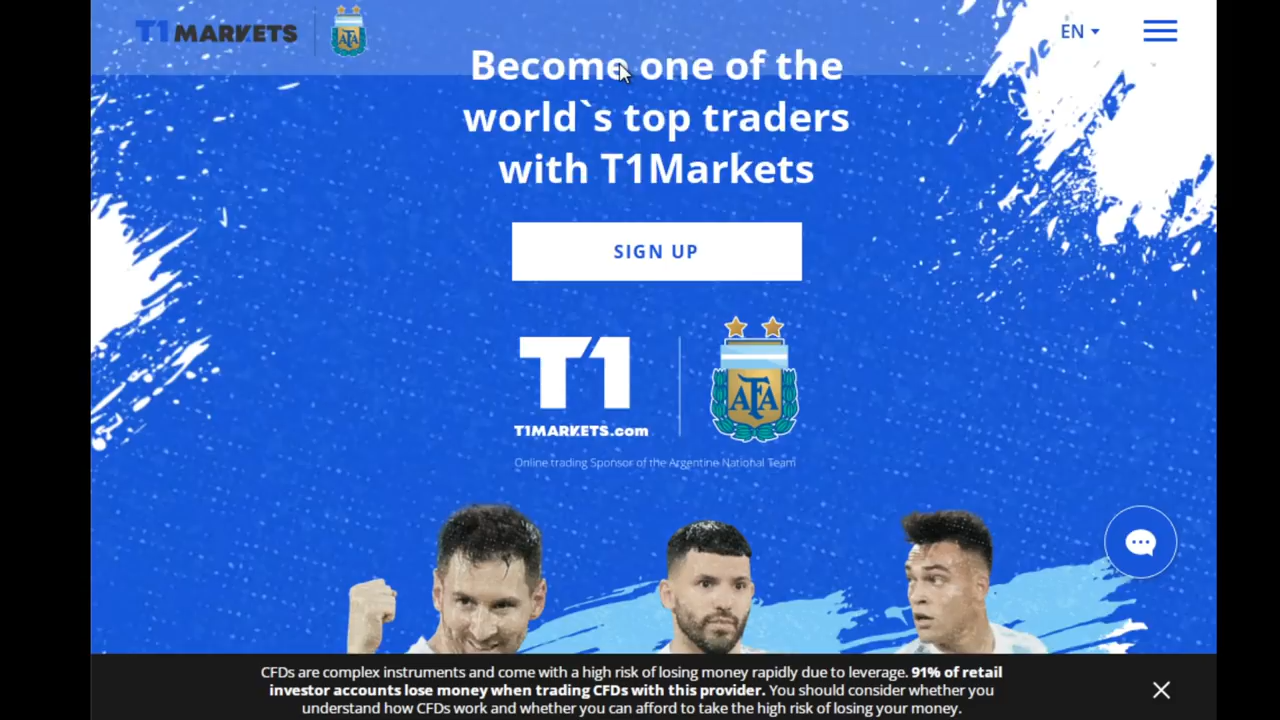 T1 MARKETS
AFA
EN
Become one of the
world`s top traders
with T1Markets
SIGN UP
T1
T1MARKETS.com
AFA
Online trading Sponsor of the Argentine National Team
CFDs are complex instruments and come with a high risk of losing money rapidly due to leverage. 91% of retail
investor accounts lose money when trading CFDs with this provider. You should consider whether you
understand how CFDs work and whether you can afford to take the high risk of losing your money.